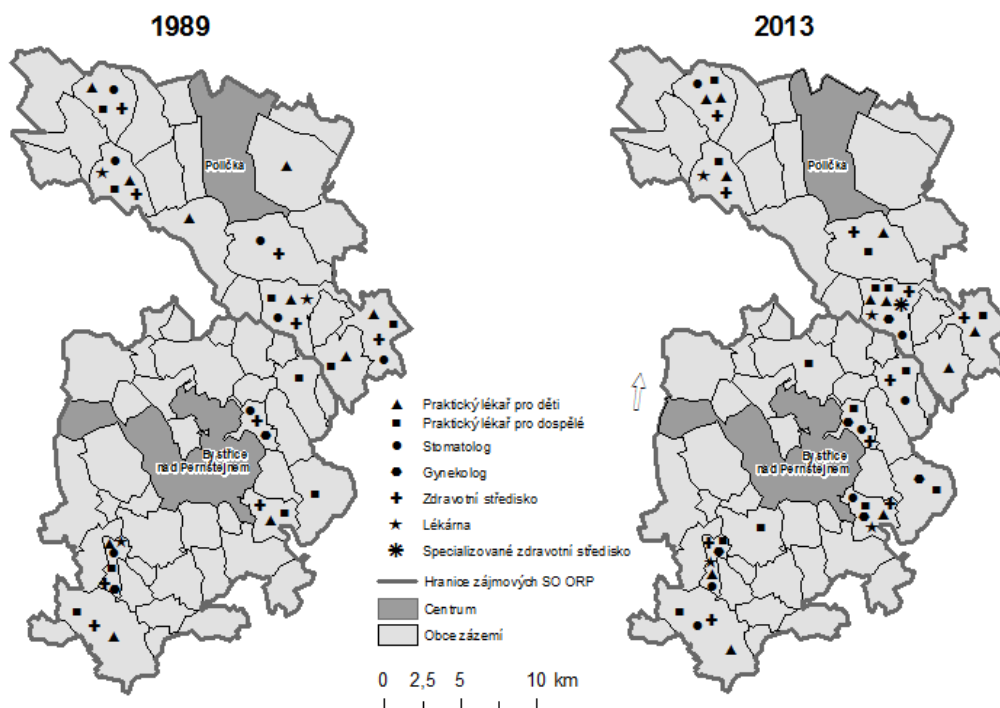 1989
2013
Polička
Polička
Bystřice
nad Pernštejnem
Bystřice
nad Pernštejnem
Praktický lékař pro děti
Praktický lékař pro dospělé
Stomatolog
Gynekolog
Zdravotní středisko
Lékárna
Specializované zdravotní středisko
Hranice zájmových SO ORP
Centrum
Obce zázemí
0 2,5 5 10 km